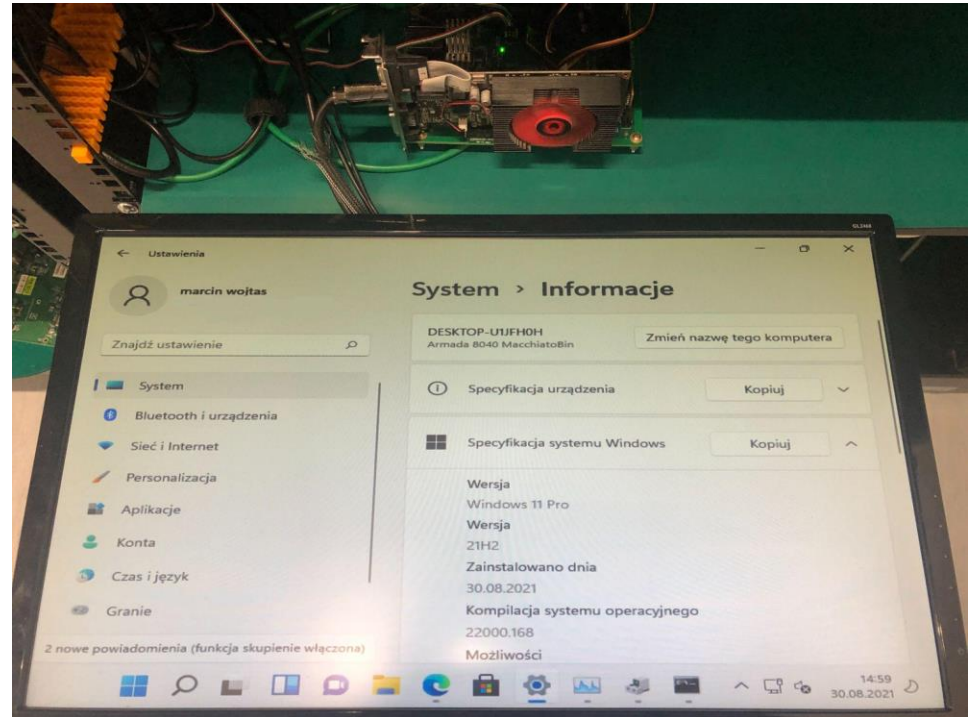 Ustawienia
marcin wojtas
Znajdź ustawienie
System
Bluetooth i urządzenia
Sieć i Internet
Personalizacja
Aplikacje
Konta
Czas i język
Granie
2 nowe powiadomienia (funkcja skupienie włączona)
System > Informacje
DESKTOP-U1JFH0H
Armada 8040 MacchiatoBin
Zmień nazwę tego komputera
Specyfikacja urządzenia
Kopiuj
Specyfikacja systemu Windows
Kopiuj
Wersja
Windows 11 Pro
Wersja
21H2
Zainstalowano dnia
30.08.2021
Kompilacja systemu operacyjnego
22000.168
Możliwości
14:59
30.08.2021